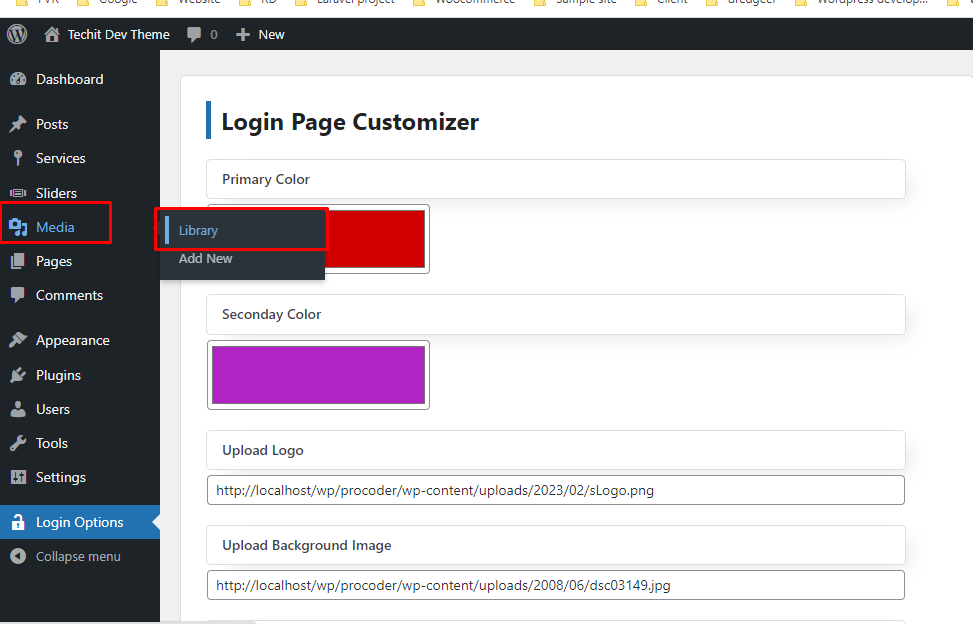 Google Website RD Laravel project Woocommerce Sample site Client dredgeer Wordpress develop...
Techit Dev Theme 0 New
Dashboard
Posts
Services
Sliders
Media
Pages
Comments
Appearance
Plugins
Users
Tools
Settings
Login Options
Collapse menu
Library
Add New
Login Page Customizer
Primary Color
Seconday Color
Upload Logo
http://localhost/wp/procoder/wp-content/uploads/2023/02/sLogo.png
Upload Background Image
http://localhost/wp/procoder/wp-content/uploads/2008/06/dsc03149.jpg